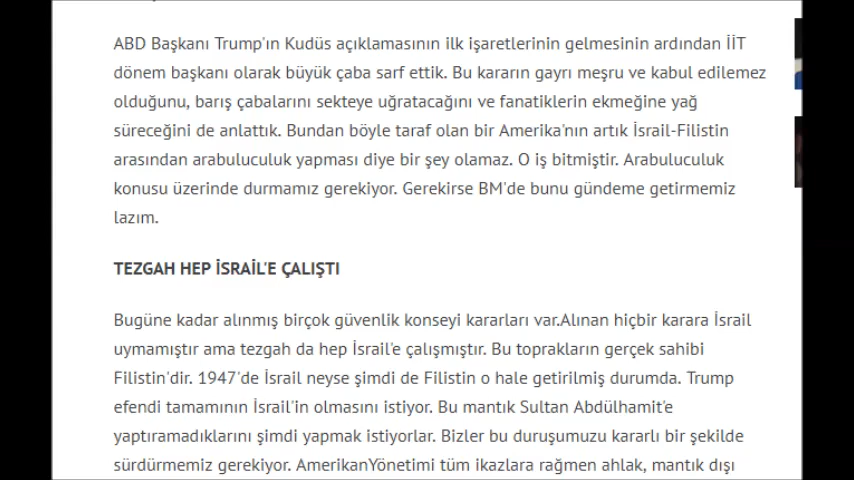 ABD Başkanı Trump'ın Kudüs açıklamasının ilk işaretlerinin gelmesinin ardından İİT
dönem başkanı olarak büyük çaba sarf ettik. Bu kararın gayrı meşru ve kabul edilemez
olduğunu, barış çabalarını sekteye uğratacağını ve fanatiklerin ekmeğine yağ
süreceğini de anlattık. Bundan böyle taraf olan bir Amerika'nın artık İsrail-Filistin
arasından arabuluculuk yapması diye bir şey olamaz. O iş bitmiştir. Arabuluculuk
konusu üzerinde durmamız gerekiyor. Gerekirse BM'de bunu gündeme getirmemiz
lazım.
TEZGAH HEP İSRAİL'E ÇALIŞTI
Bugüne kadar alınmış birçok güvenlik konseyi kararları var.Alınan hiçbir karara İsrail
uymamıştır ama tezgah da hep İsrail'e çalışmıştır. Bu toprakların gerçek sahibi
Filistin'dir. 1947'de İsrail neyse şimdi de Filistin o hale getirilmiş durumda. Trump
efendi tamamının İsrail'in olmasını istiyor. Bu mantık Sultan Abdülhamit'e
yaptıramadıklarını şimdi yapmak istiyorlar. Bizler bu duruşumuzu kararlı bir şekilde
sürdürmemiz gerekiyor. AmerikanYönetimi tüm ikazlara rağmen ahlak, mantık dışı